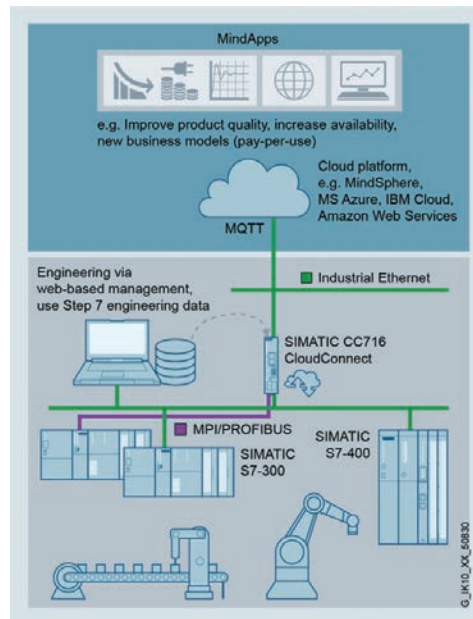 MindApps
e.g. Improve product quality, increase availability,
new business models (pay-per-use)
Cloud platform,
e.g. MindSphere,
MS Azure, IBM Cloud,
Amazon Web Services
MQTT
Engineering via
web-based management,
use Step 7 engineering data
Industrial Ethernet
SIMATIC CC716
CloudConnect
MPI/PROFIBUS
SIMATIC
S7-300
SIMATIC
S7-400
G_IK10_XX_50830